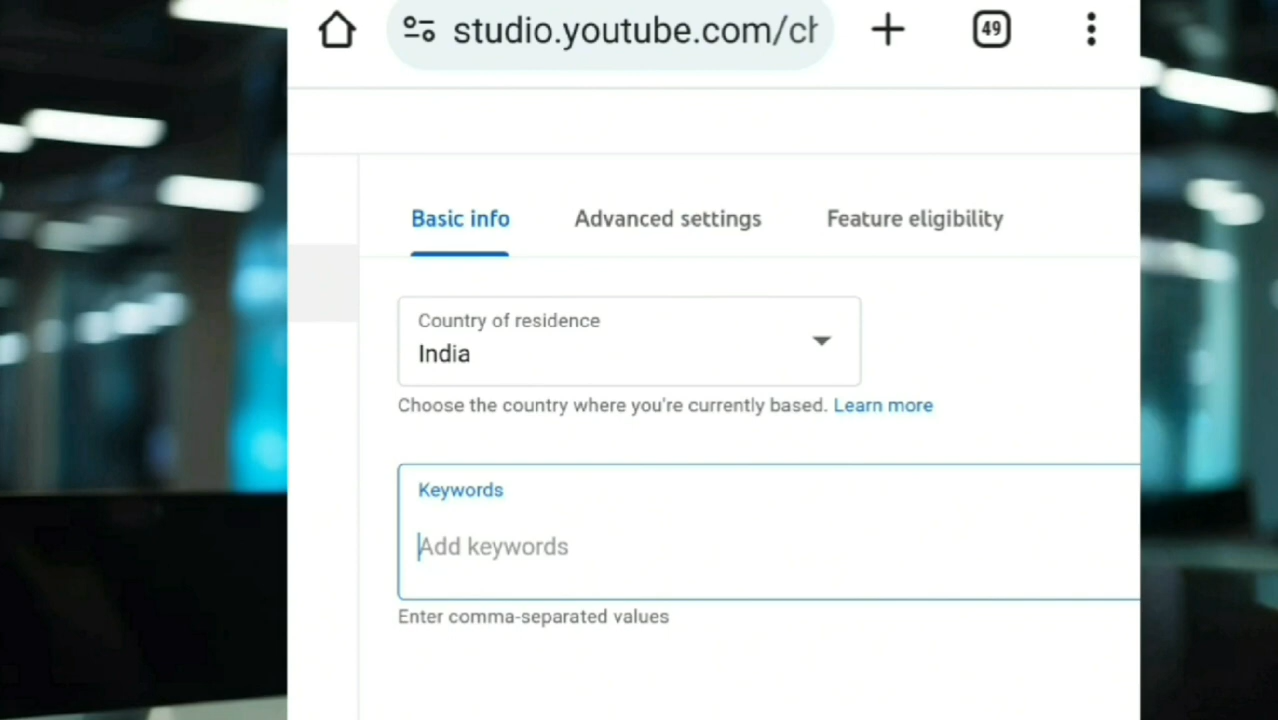 studio.youtube.com/ch
49
Basic info
Advanced settings
Feature eligibility
Country of residence
India
Choose the country where you're currently based. Learn more
Keywords
Add keywords
Enter comma-separated values